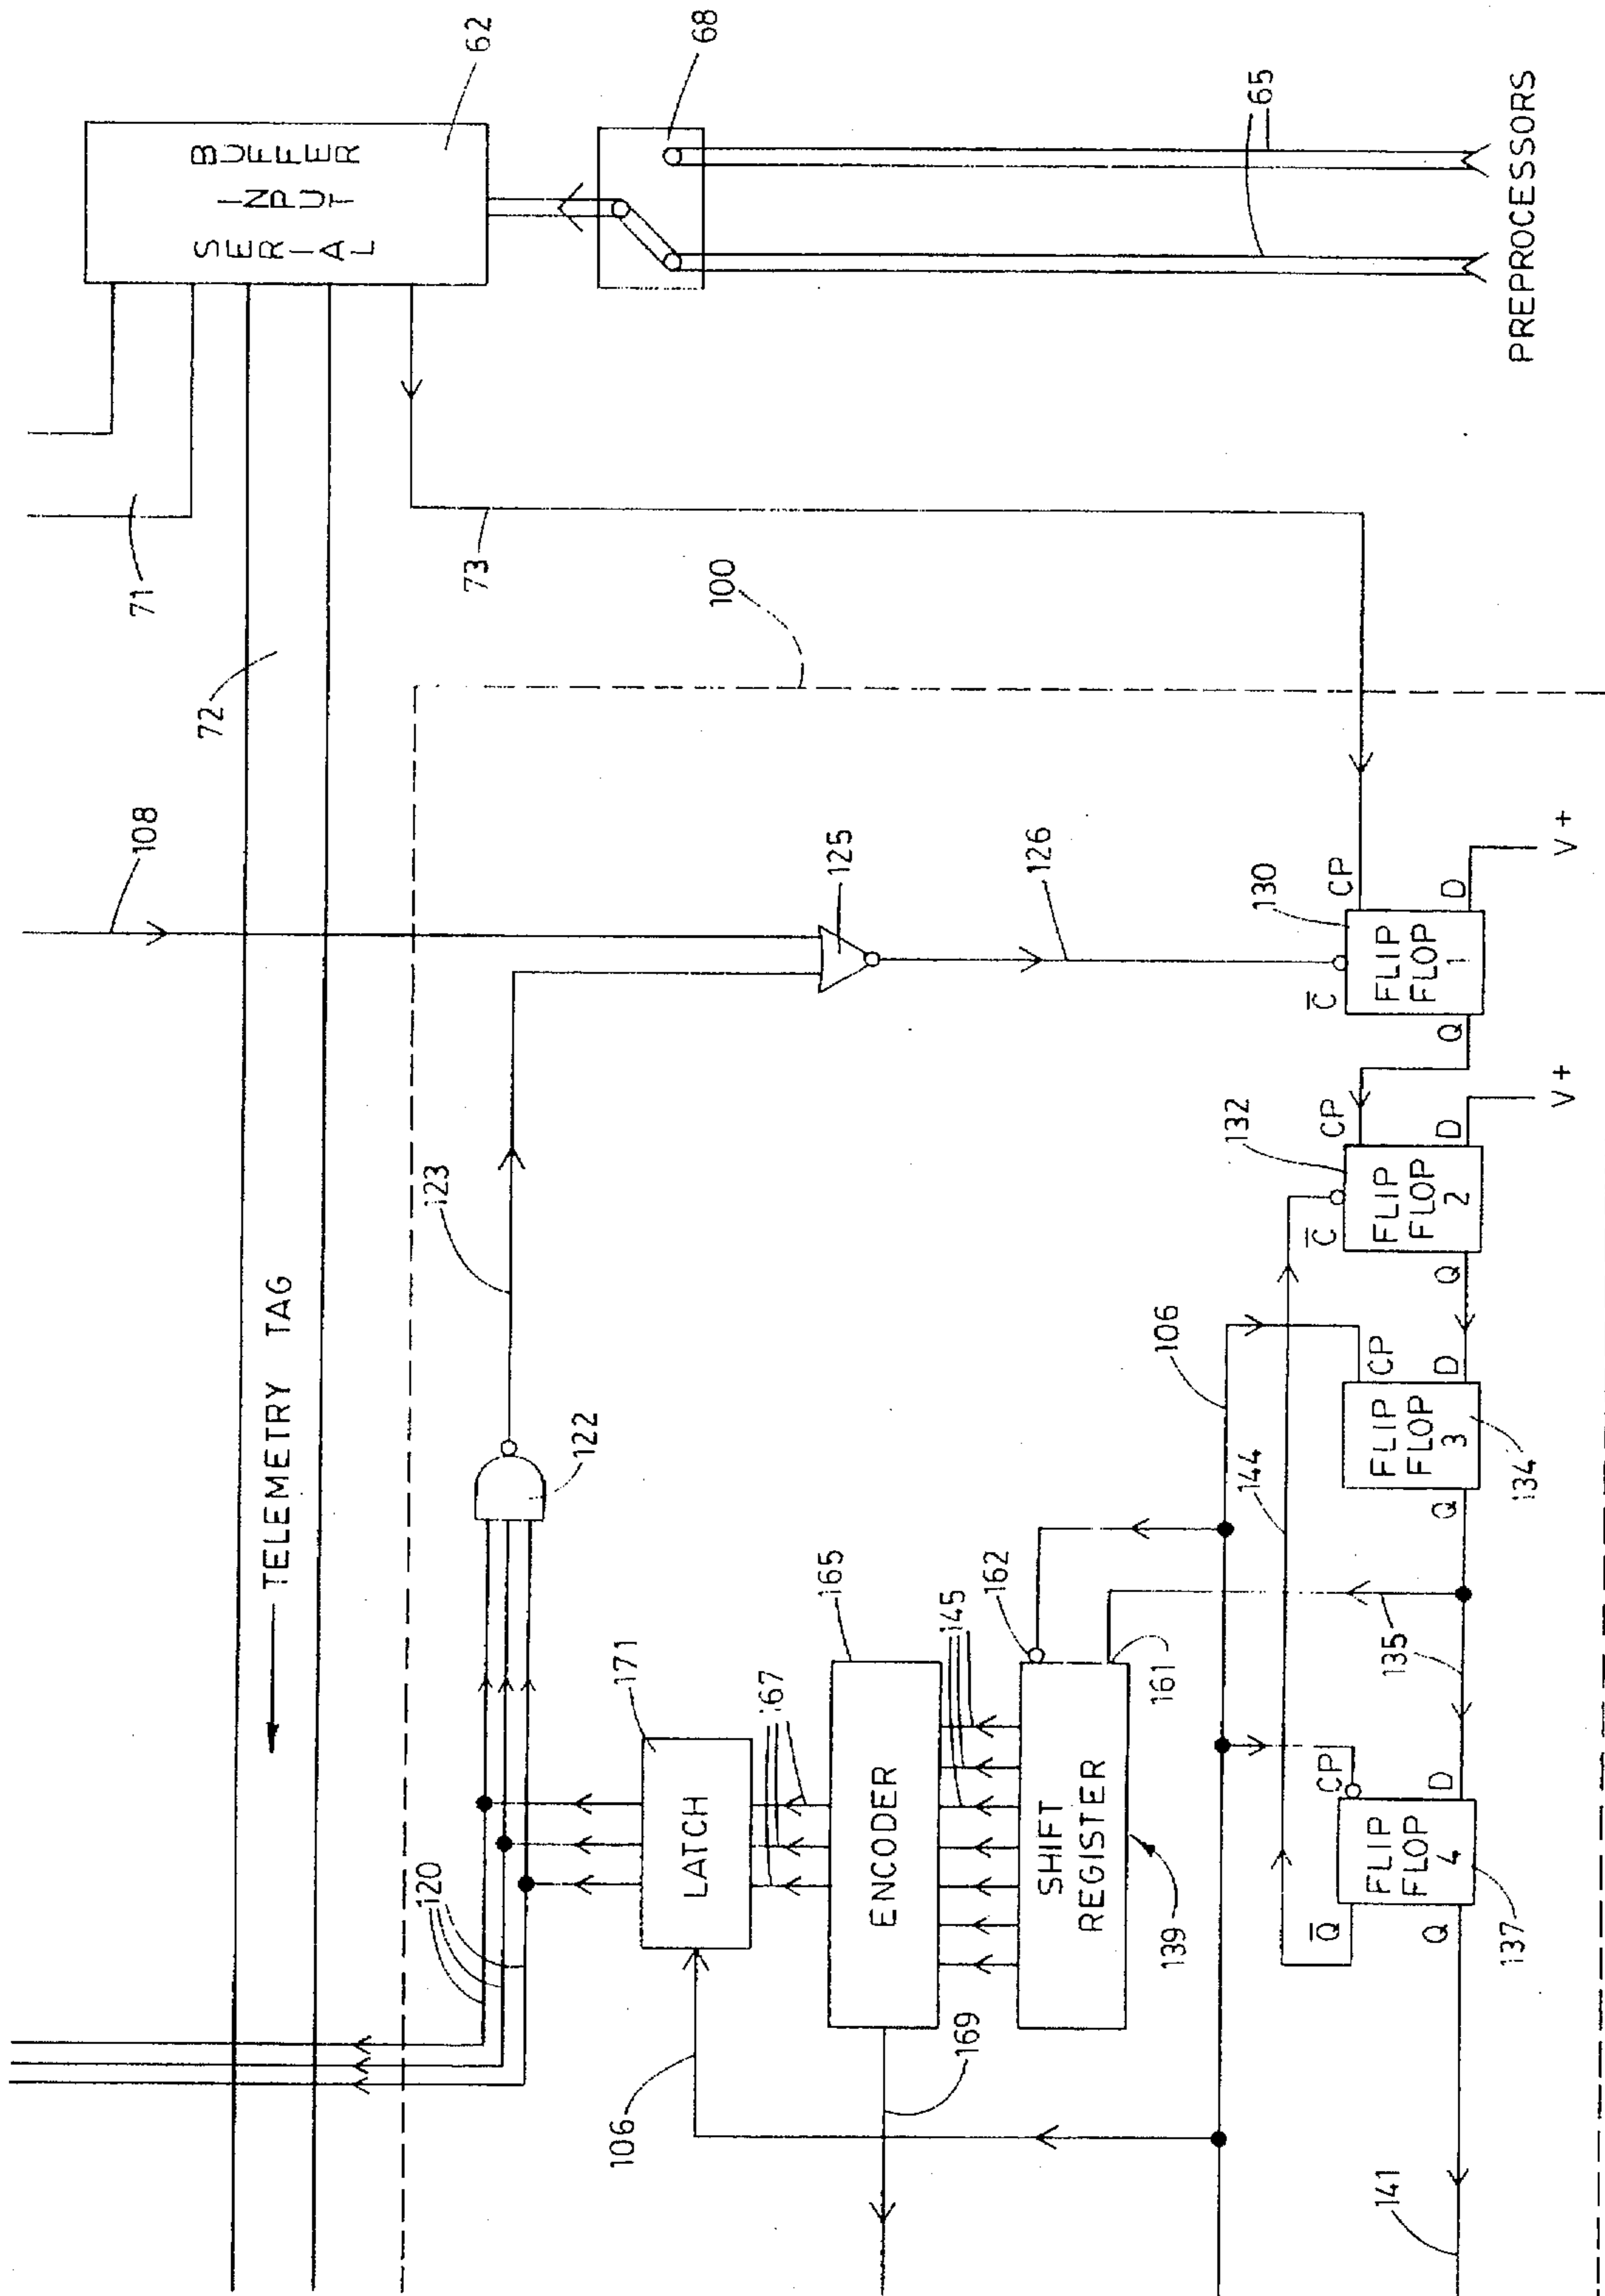 62
68
65
PREPROCESSORS
SERIAL
INPUT
BUFFER
71
72
73
100
108
TELEMETRY TAG
123
125
126
122
120
130
CP
C̅
D
Q
V+
FLIP
FLOP
1
132
CP
C̅
D
Q
V+
FLIP
FLOP
2
106
144
CP
D
Q
FLIP
FLOP
3
134
135
171
LATCH
167
165
ENCODER
145
162
161
SHIFT
REGISTER
139
106
169
CP
D
Q̅
Q
FLIP
FLOP
4
137
141